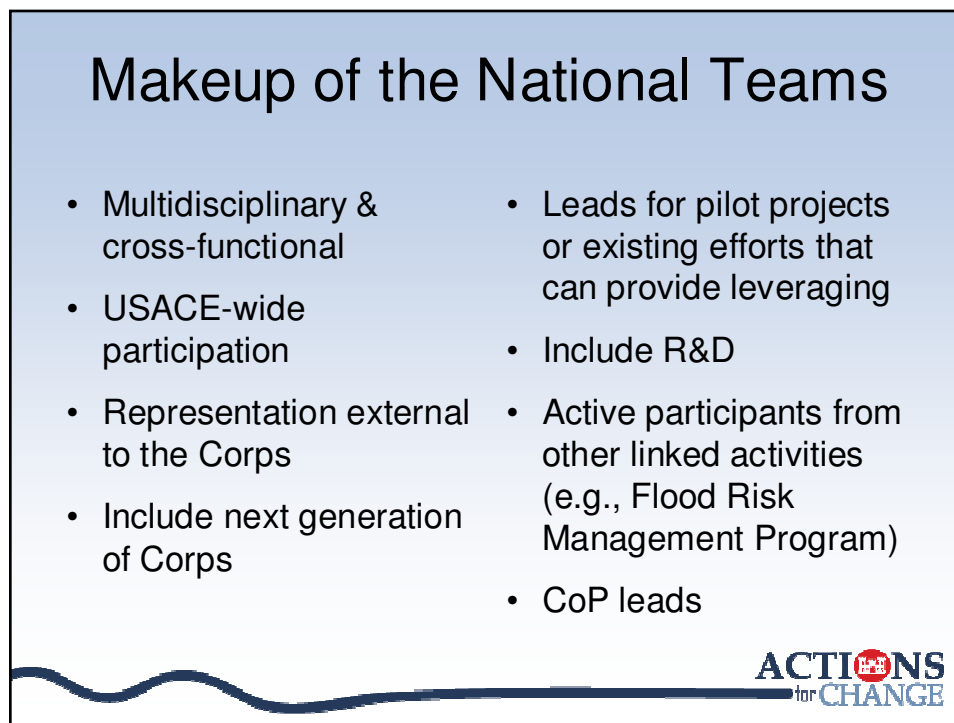 Makeup of the National Teams
• Multidisciplinary &
cross-functional
• USACE-wide
participation
• Representation external
to the Corps
• Include next generation
of Corps
• Leads for pilot projects
or existing efforts that
can provide leveraging
• Include R&D
• Active participants from
other linked activities
(e.g., Flood Risk
Management Program)
• CoP leads
ACTIONS
for CHANGE